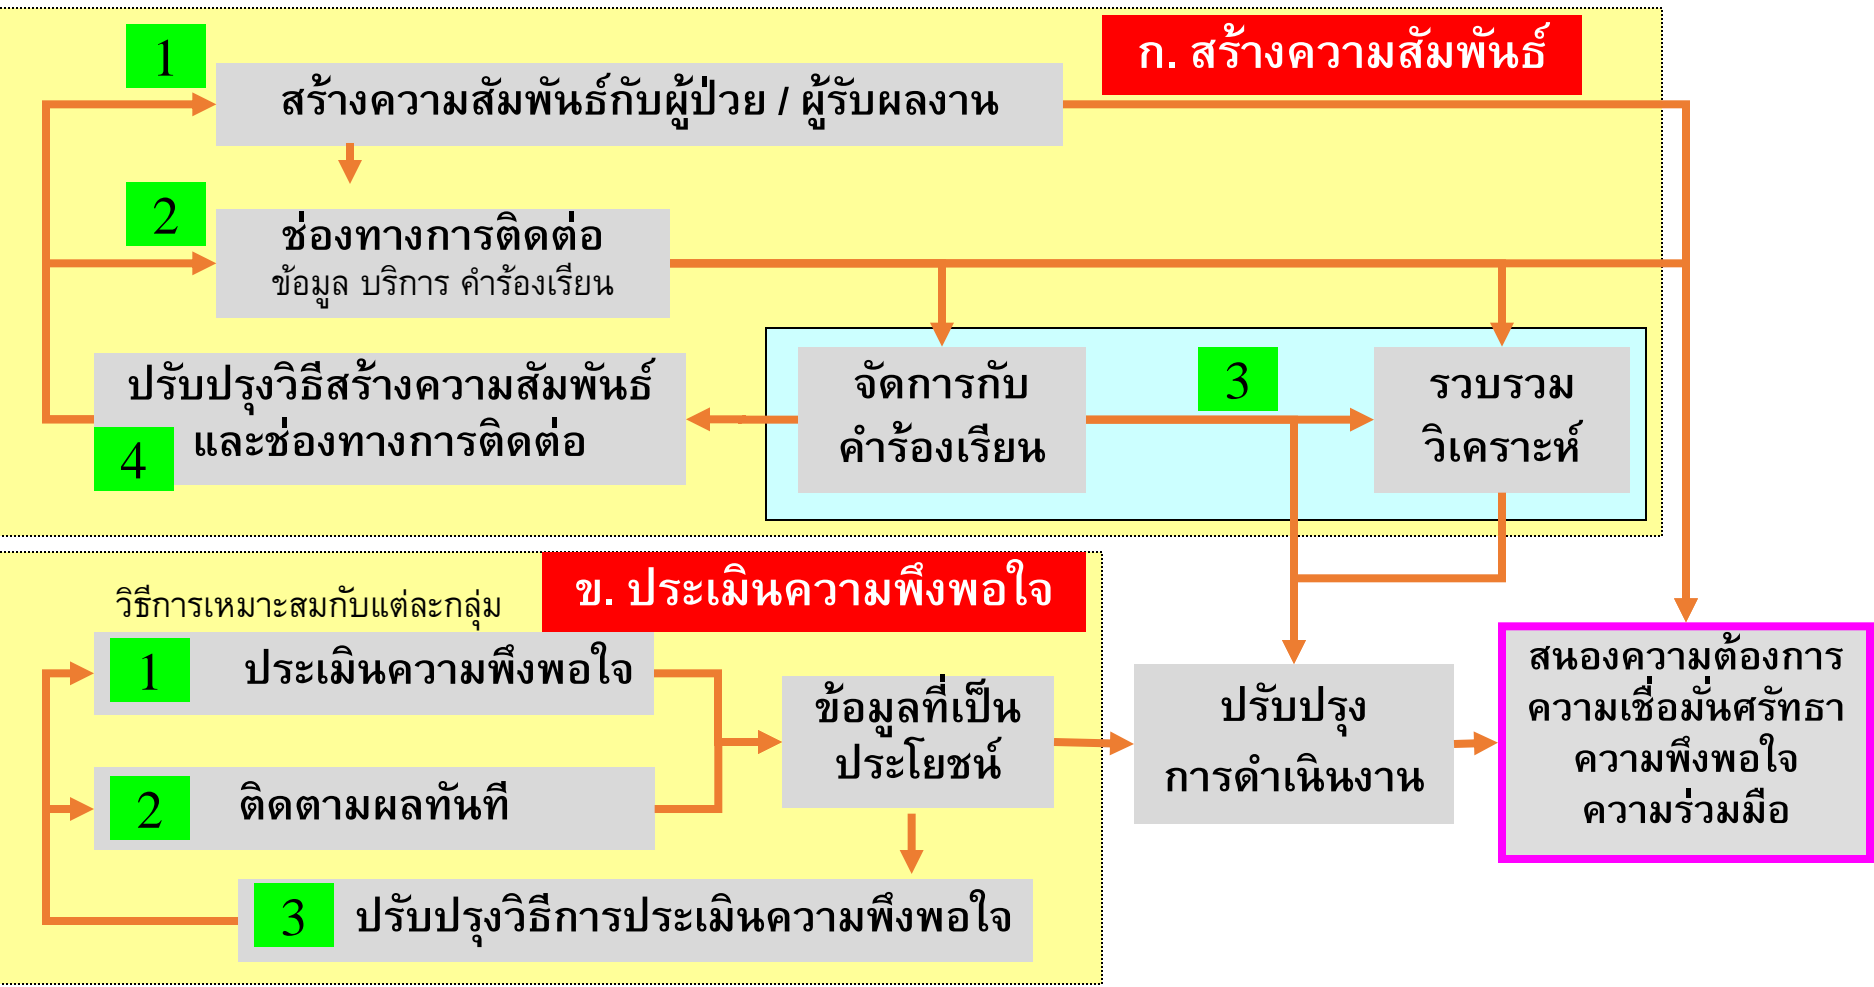 ก. สร้างความสัมพันธ์
1
สร้างความสัมพันธ์กับผู้ป่วย / ผู้รับผลงาน
2
ช่องทางการติดต่อ
ข้อมูล บริการ คำร้องเรียน
ปรับปรุงวิธีสร้างความสัมพันธ์
และช่องทางการติดต่อ
4
จัดการกับ
คำร้องเรียน
3
รวบรวม
วิเคราะห์
ข. ประเมินความพึงพอใจ
วิธีการเหมาะสมกับแต่ละกลุ่ม
1 ประเมินความพึงพอใจ
2 ติดตามผลทันที
3 ปรับปรุงวิธีการประเมินความพึงพอใจ
ข้อมูลที่เป็น
ประโยชน์
ปรับปรุง
การดำเนินงาน
สนองความต้องการ
ความเชื่อมั่นศรัทธา
ความพึงพอใจ
ความร่วมมือ